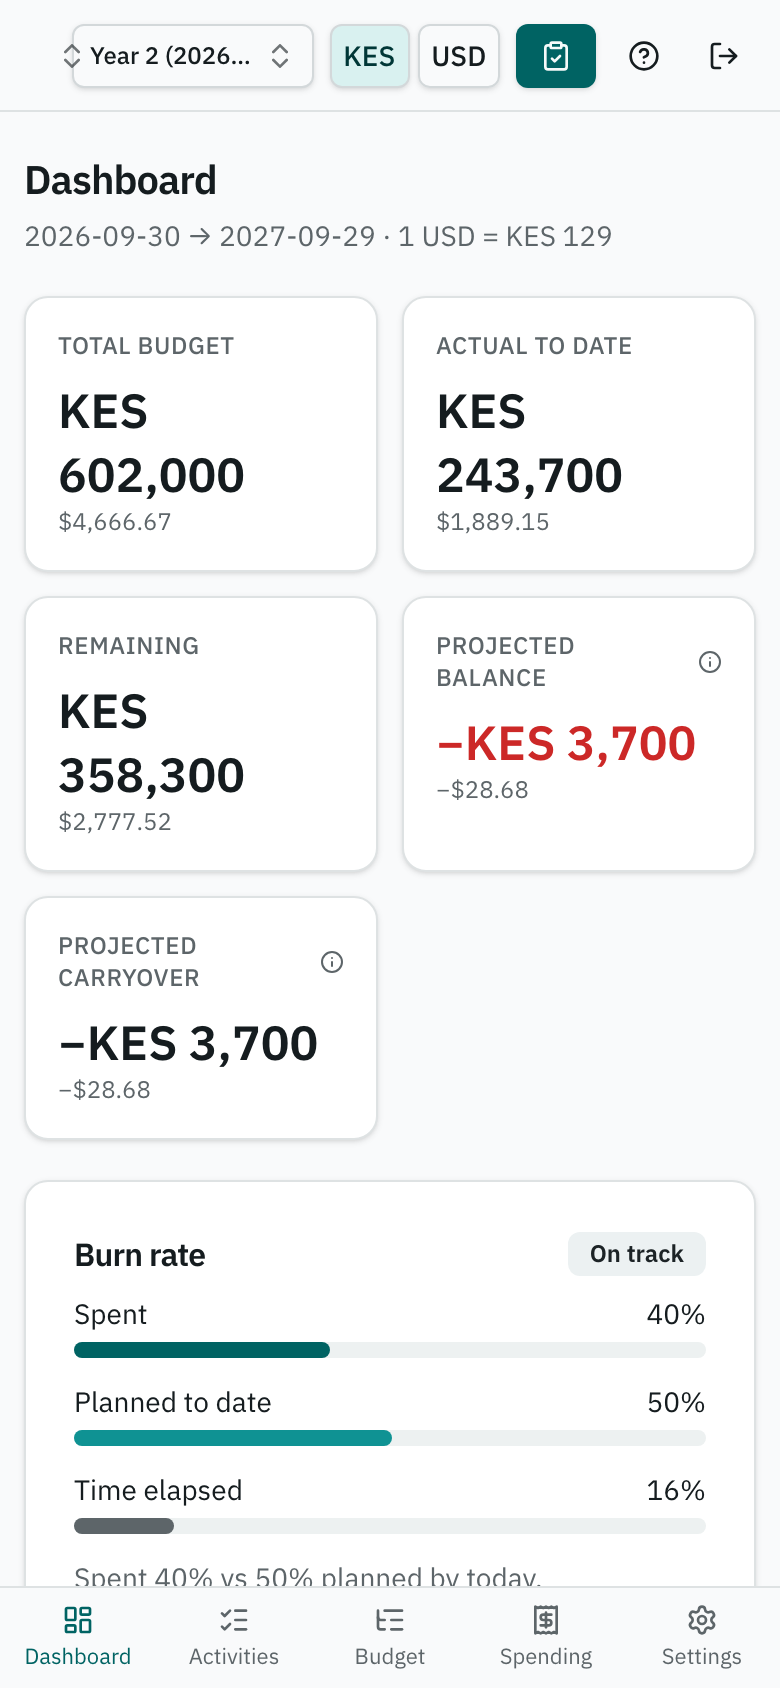 Year 2 (2026... KES USD
Dashboard
2026-09-30 → 2027-09-29 · 1 USD = KES 129
TOTAL BUDGET
KES
602,000
$4,666.67
ACTUAL TO DATE
KES
243,700
$1,889.15
REMAINING
KES
358,300
$2,777.52
PROJECTED
BALANCE
−KES 3,700
−$28.68
PROJECTED
CARRYOVER
−KES 3,700
−$28.68
Burn rate
On track
Spent 40%
Planned to date 50%
Time elapsed 16%
Spent 40% vs 50% planned by today.
Dashboard Activities Budget Spending Settings